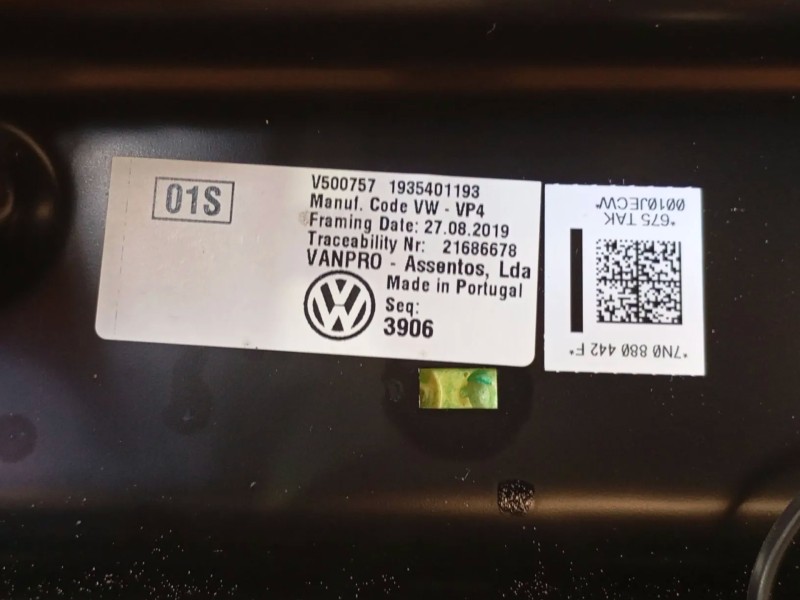 01S
V500757 1935401193
Manuf. Code VW - VP4
Framing Date: 27.08.2019
Traceability Nr: 21686678
VANPRO - Assentos, Lda
Made in Portugal
Seq:
3906
*7N0 880 442 F*
*675 TAK
0010JECW*